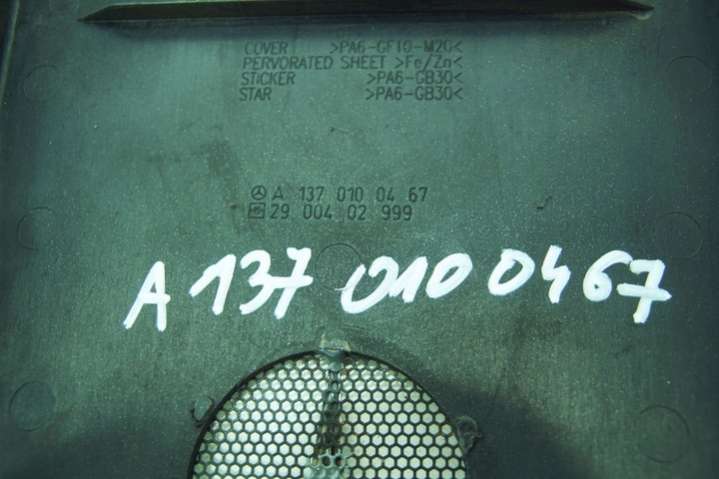 COVER >PA6-GF10-M20<
PERVORATED SHEET >Fe/Zn<
STICKER >PA6-GB30<
STAR >PA6-GB30<
A 137 010 04 67
29 004 02 999
A 137 010 04 67